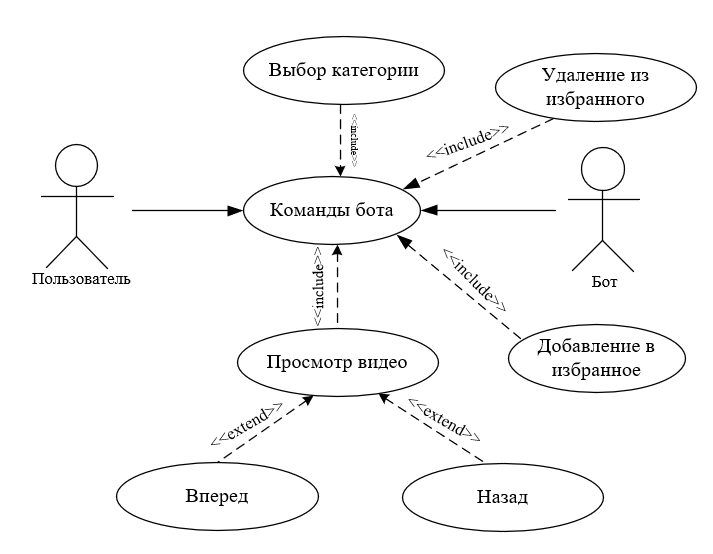 Выбор категории
Удаление из
избранного
<<include>>
<<include>>
Команды бота
Пользователь
Бот
<<include>>
<<include>>
Просмотр видео
Добавление в
избранное
<<extend>>
<<extend>>
Вперед
Назад